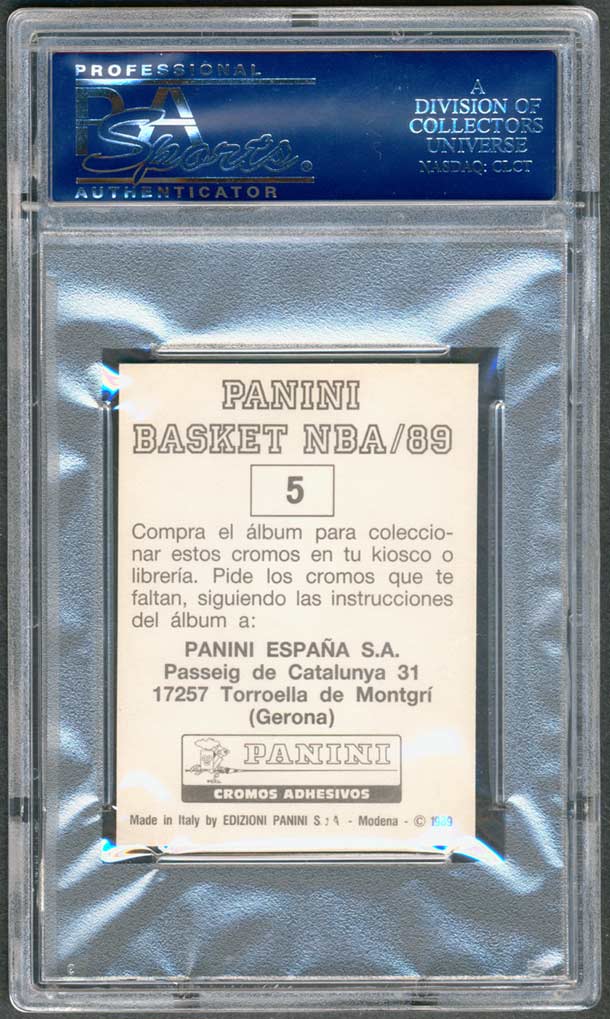 PROFESSIONAL
PSA
Sports
AUTHENTICATOR
A
DIVISION OF
COLLECTORS
UNIVERSE
NASDAQ: CLCT
PANINI
BASKET NBA/89
5
Compra el álbum para coleccio-
nar estos cromos en tu kiosco o
librería. Pide los cromos que te
faltan, siguiendo las instrucciones
del álbum a:
PANINI ESPAÑA S.A.
Passeig de Catalunya 31
17257 Torroella de Montgrí
(Gerona)
PANINI
CROMOS ADHESIVOS
Made in Italy by EDIZIONI PANINI S.p.A. - Modena - © 1989